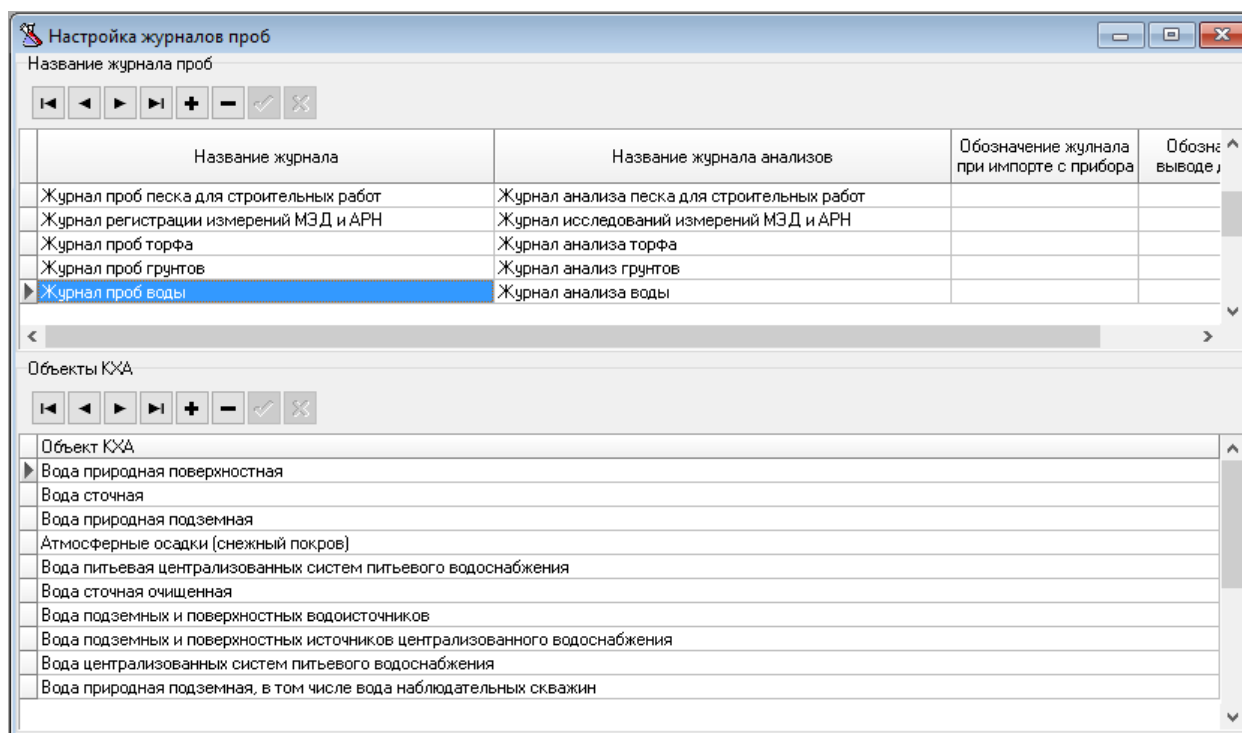 Настройка журналов проб
Название журнала проб
Название журнала Название журнала анализов Обозначение жулнала Обозна
при импорте с прибора выводе
Журнал проб песка для строительных работ Журнал анализа песка для строительных работ
Журнал регистрации измерений МЭД и АРН Журнал исследований измерений МЭД и АРН
Журнал проб торфа Журнал анализа торфа
Журнал проб грунтов Журнал анализ грунтов
Журнал проб воды Журнал анализа воды
Объекты КХА
Объект КХА
Вода природная поверхностная
Вода сточная
Вода природная подземная
Атмосферные осадки (снежный покров)
Вода питьевая централизованных систем питьевого водоснабжения
Вода сточная очищенная
Вода подземных и поверхностных водоисточников
Вода подземных и поверхностных источников централизованного водоснабжения
Вода централизованных систем питьевого водоснабжения
Вода природная подземная, в том числе вода наблюдательных скважин